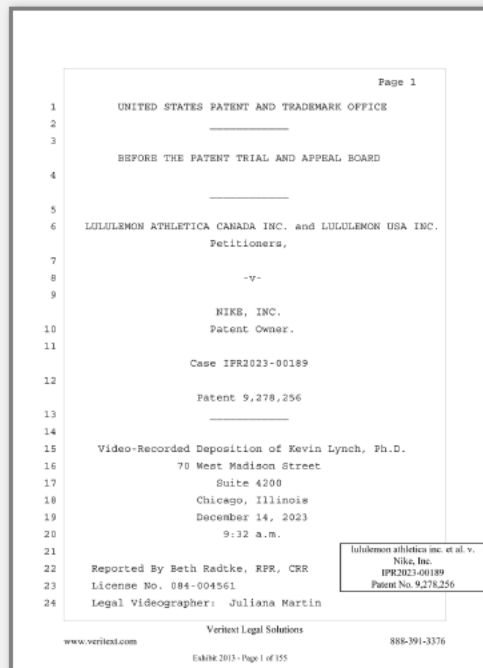 Page 1
1 UNITED STATES PATENT AND TRADEMARK OFFICE
2
3
BEFORE THE PATENT TRIAL AND APPEAL BOARD
4
5
6 LULULEMON ATHLETICA CANADA INC. and LULULEMON USA INC.
Petitioners,
7
8 -v-
9
NIKE, INC.
10 Patent Owner.
11
Case IPR2023-00189
12
Patent 9,278,256
13
14
15 Video-Recorded Deposition of Kevin Lynch, Ph.D.
16 70 West Madison Street
17 Suite 4200
18 Chicago, Illinois
19 December 14, 2023
20 9:32 a.m.
21
22 Reported By Beth Radtke, RPR, CRR
23 License No. 084-004561
24 Legal Videographer: Juliana Martin
lululemon athletica inc. et al. v.
Nike, Inc.
IPR2023-00189
Patent No. 9,278,256
Veritext Legal Solutions
www.veritext.com 888-391-3376
Exhibit 2013 - Page 1 of 155